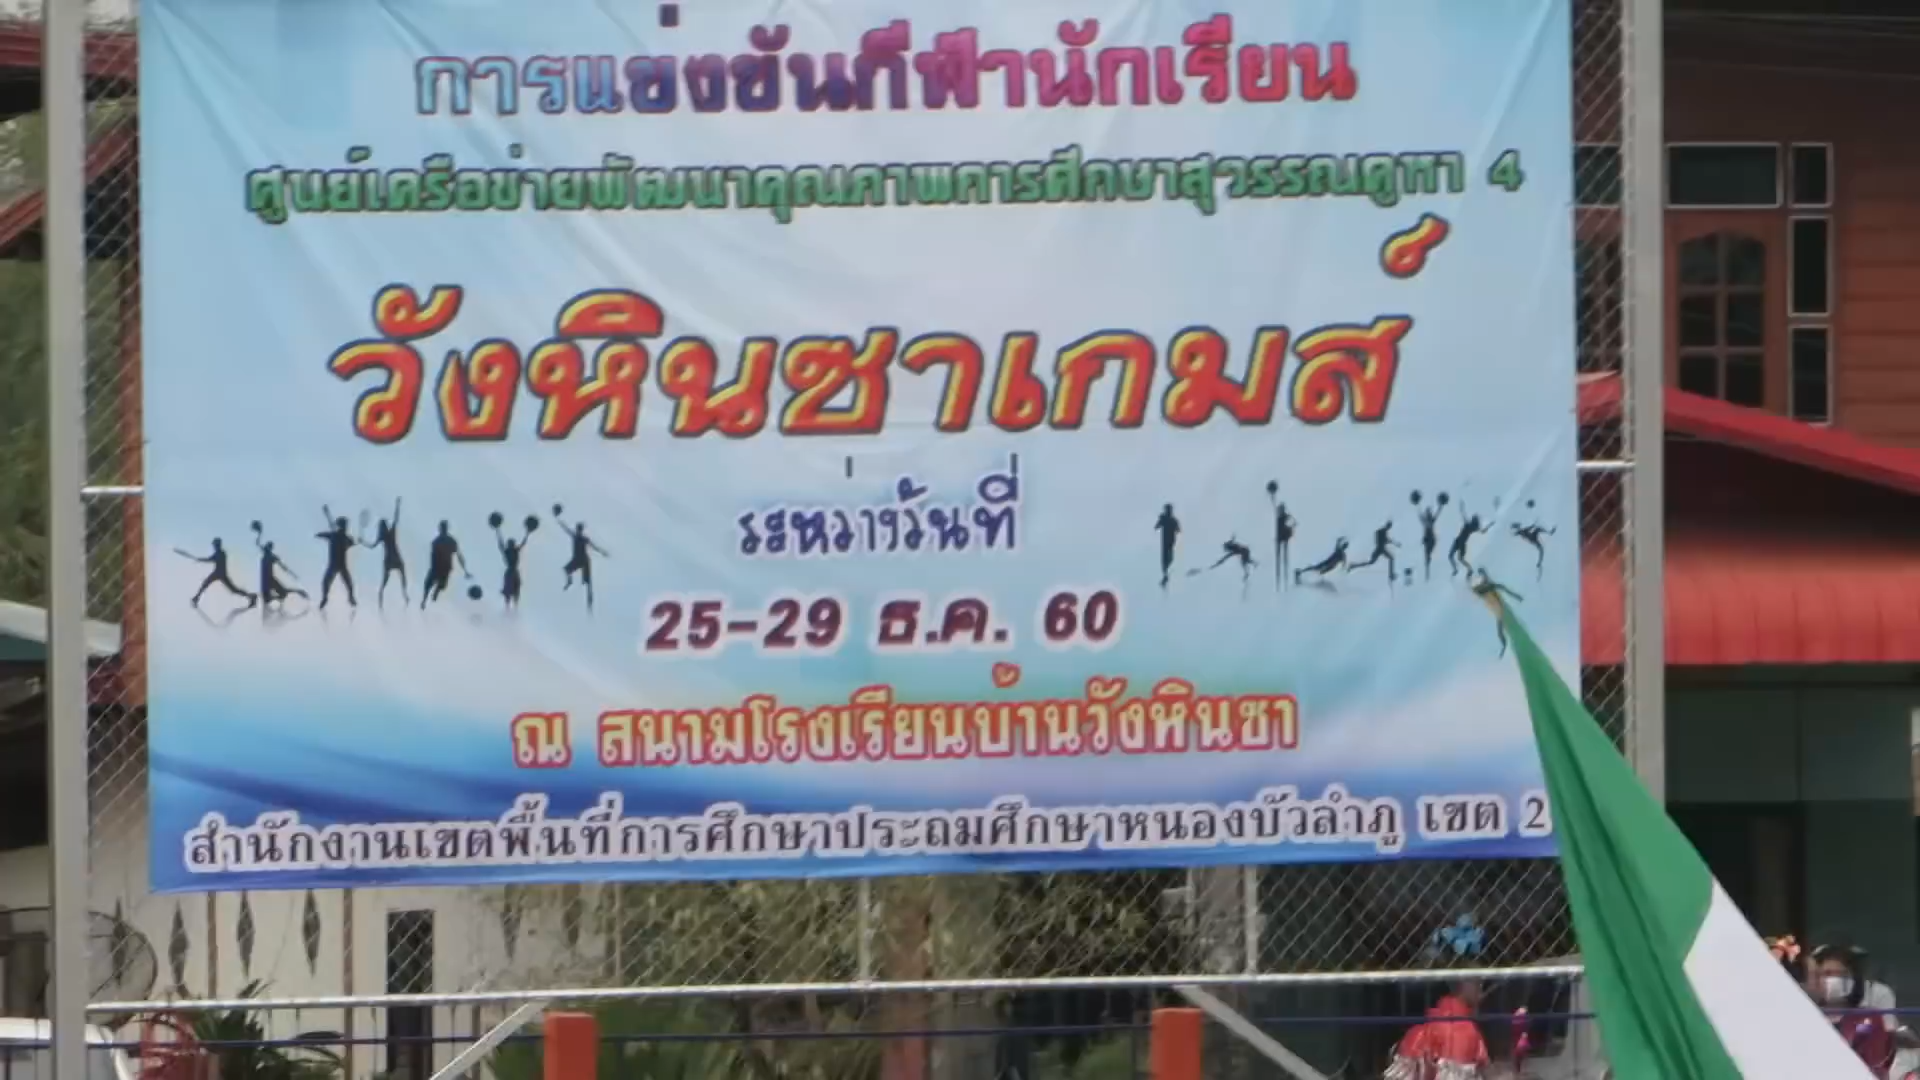 การแข่งขันกีฬานักเรียน
ศูนย์เครือข่ายพัฒนาคุณภาพการศึกษาสุวรรณคูหา 4
วังหินซาเกมส์
ระหว่างวันที่
25-29 ธ.ค. 60
ณ สนามโรงเรียนบ้านวังหินซา
สำนักงานเขตพื้นที่การศึกษาประถมศึกษาหนองบัวลำภู เขต 2